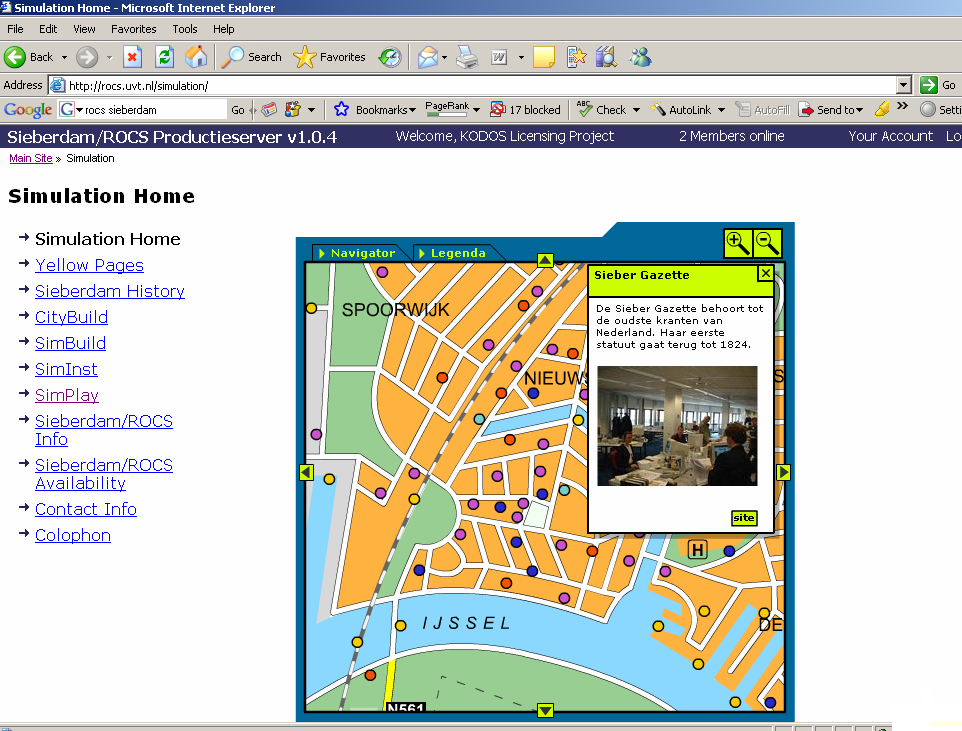 Simulation Home - Microsoft Internet Explorer
File Edit View Favorites Tools Help
Back Search Favorites
Address http://rocs.uvt.nl/simulation/ Go
Google G rocs sieberdam Go Bookmarks PageRank 17 blocked ABC Check AutoLink AutoFill Send to » Setti
Sieberdam/ROCS Productieserver v1.0.4 Welcome, KODOS Licensing Project 2 Members online Your Account Lo
Main Site » Simulation
Simulation Home
Simulation Home
Yellow Pages
Sieberdam History
CityBuild
SimBuild
SimInst
SimPlay
Sieberdam/ROCS
Info
Sieberdam/ROCS
Availability
Contact Info
Colophon
Navigator Legenda
Sieber Gazette
De Sieber Gazette behoort tot
de oudste kranten van
Nederland. Haar eerste
statuut gaat terug tot 1824.
site
SPOORWIJK
NIEUWS
S
H
IJSSEL
DE
N561